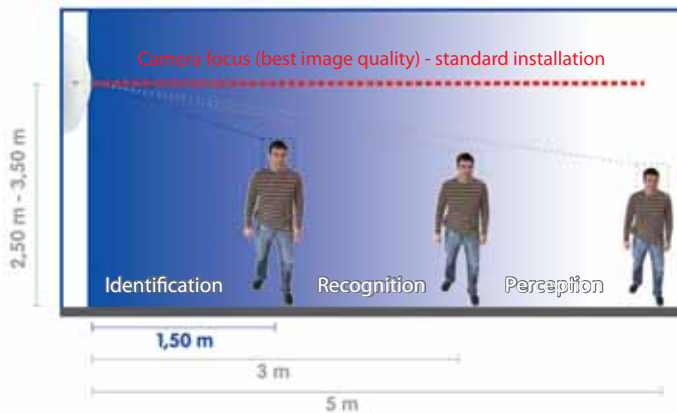 Camera focus (best image quality) - standard installation
2,50 m - 3,50 m
Identification Recognition Perception
1,50 m
3 m
5 m